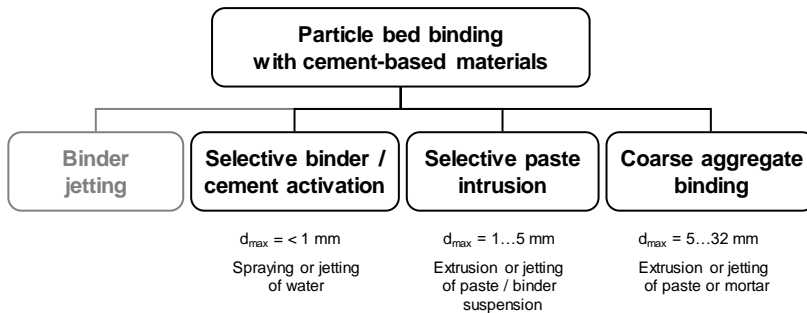 Particle bed binding
with cement-based materials
Binder
jetting
Selective binder /
cement activation
Selective paste
intrusion
Coarse aggregate
binding
dmax = < 1 mm
dmax = 1…5 mm
dmax = 5…32 mm
Spraying or jetting
of water
Extrusion or jetting
of paste / binder
suspension
Extrusion or jetting
of paste or mortar